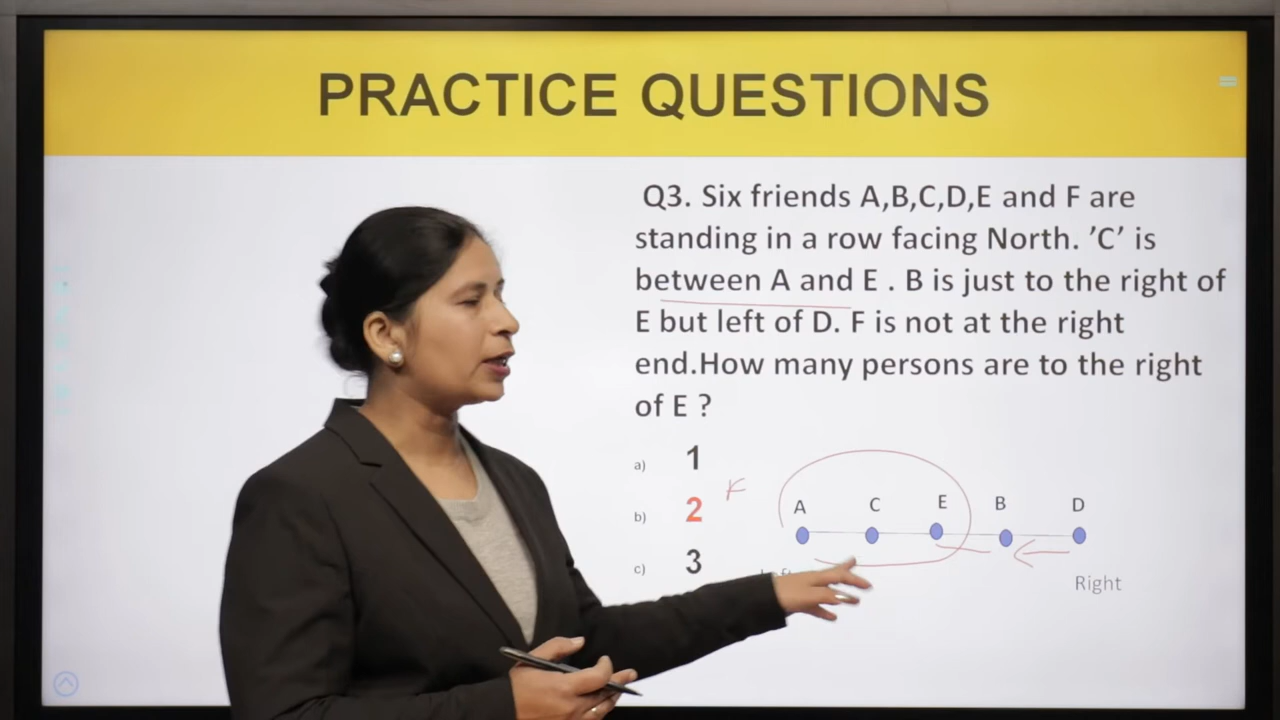 PRACTICE QUESTIONS
Q3. Six friends A,B,C,D,E and F are
standing in a row facing North. ’C’ is
between A and E . B is just to the right of
E but left of D. F is not at the right
end.How many persons are to the right
of E ?
a) 1
b) 2
F
c) 3
A C E B D
Right